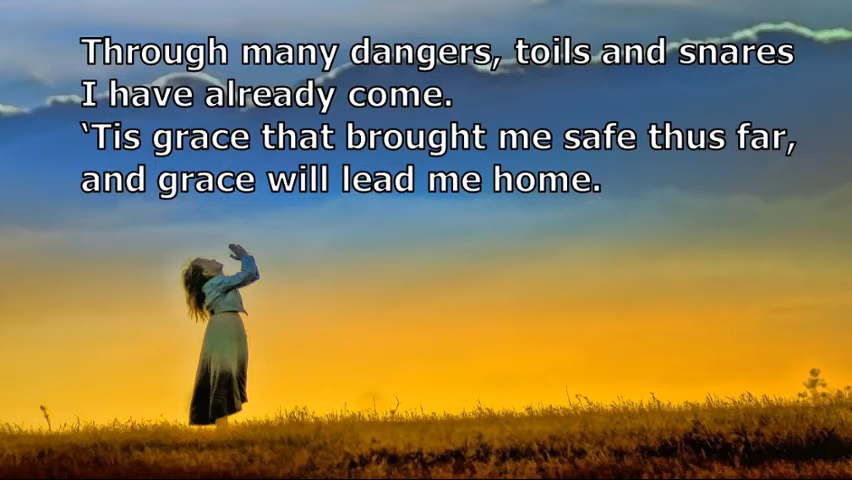 Through many dangers, toils and snares
I have already come.
‘Tis grace that brought me safe thus far,
and grace will lead me home.